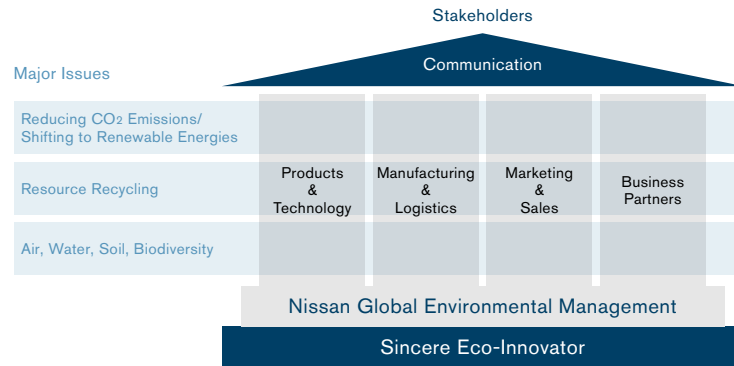 Stakeholders
Communication
Major Issues
Reducing CO2 Emissions/
Shifting to Renewable Energies
Resource Recycling
Products
&
Technology
Manufacturing
&
Logistics
Marketing
&
Sales
Business
Partners
Air, Water, Soil, Biodiversity
Nissan Global Environmental Management
Sincere Eco-Innovator